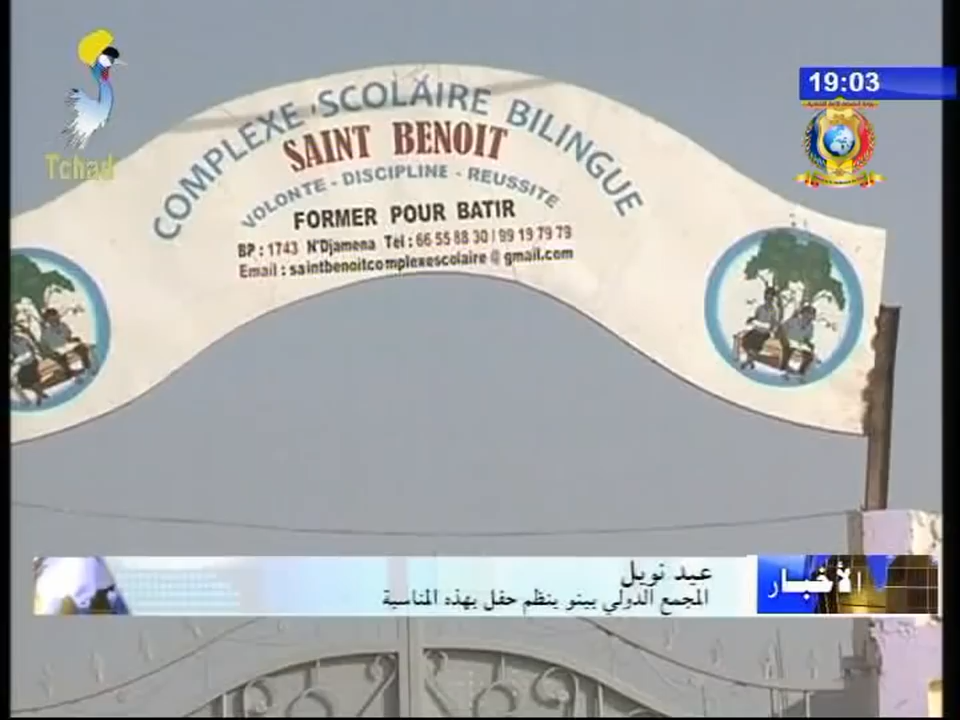 19:03
Tchad
COMPLEXE SCOLAIRE BILINGUE
SAINT BENOIT
VOLONTE - DISCIPLINE - REUSSITE
FORMER POUR BATIR
BP : 1743 N'Djamena Tél : 66 55 88 30 / 99 19 79 79
Email : saintbenoitcomplexescolaire @ gmail.com
عيد نويل
الأخبار
المجمع الدولي بينو ينظم حفل بهذه المناسبة